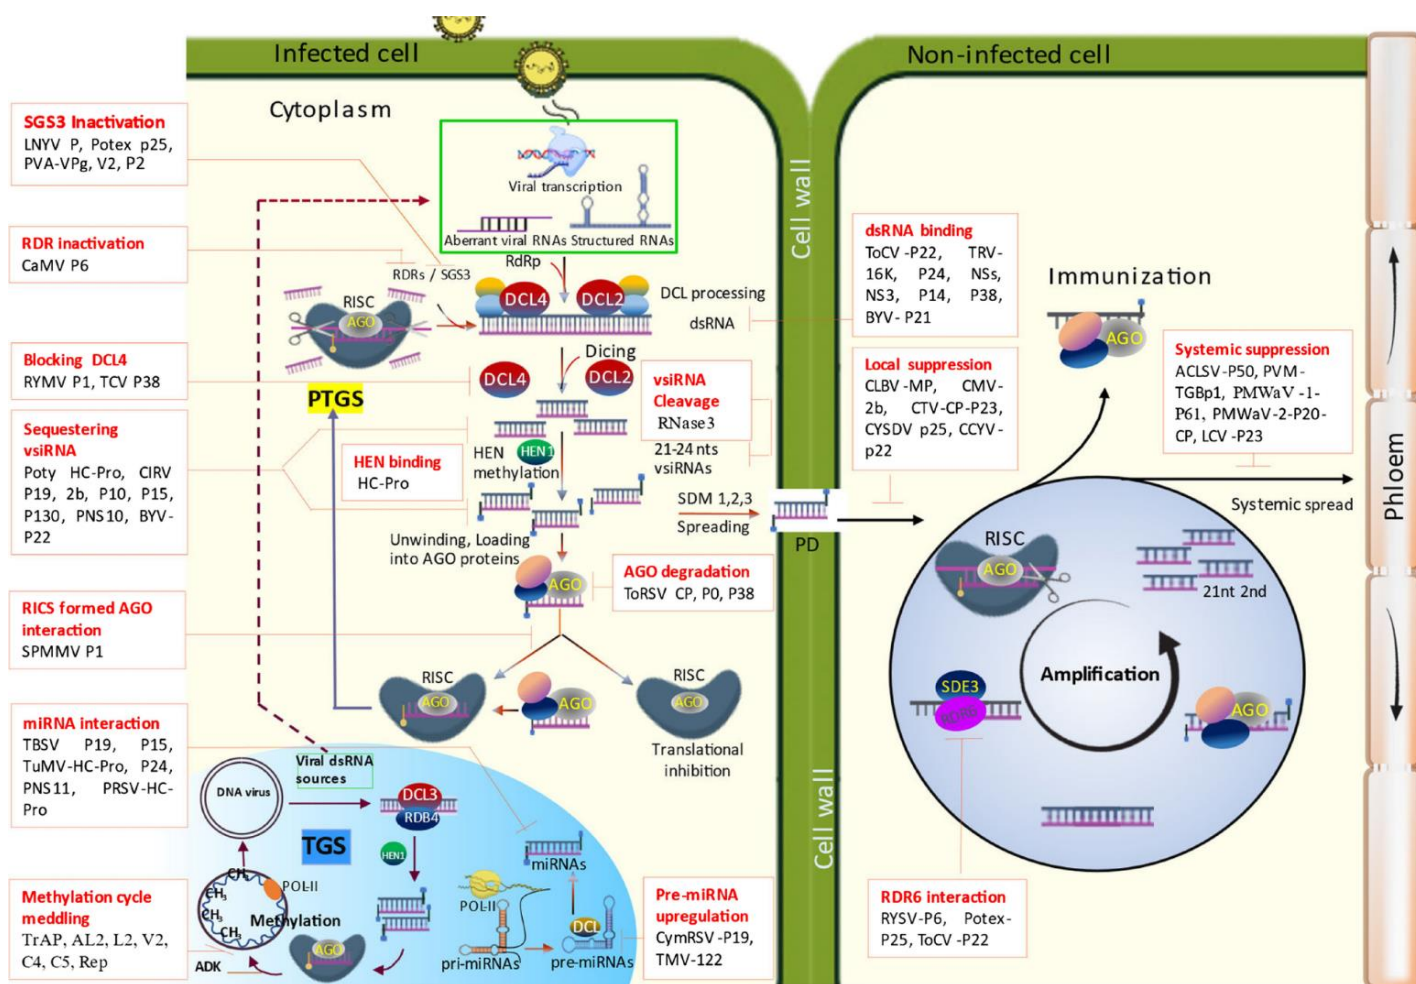 Infected cell
Non-infected cell
Cytoplasm
SGS3 Inactivation
LNYV P, Potex p25,
PVA-VPg, V2, P2
RDR inactivation
CaMV P6
Blocking DCL4
RYMV P1, TCV P38
Sequestering
vsiRNA
Poty HC-Pro, CIRV
P19, 2b, P10, P15,
P130, PNS10, BYV-
P22
RICS formed AGO
interaction
SPMMV P1
miRNA interaction
TBSV P19, P15,
TuMV-HC-Pro, P24,
PNS11, PRSV-HC-
Pro
Methylation cycle
meddling
TrAP, AL2, L2, V2,
C4, C5, Rep
Viral transcription
Aberrant viral RNAs
Structured RNAs
RdRp
RDRs / SGS3
RISC
AGO
DCL4
DCL2
DCL processing
dsRNA
Dicing
DCL4
DCL2
PTGS
vsiRNA
Cleavage
RNase3
HEN binding
HC-Pro
HEN
methylation
HEN1
21-24 nts
vsiRNAs
Unwinding, Loading
into AGO proteins
SDM 1,2,3
Spreading
PD
AGO
AGO degradation
ToRSV CP, P0, P38
RISC
AGO
AGO
RISC
AGO
Translational
inhibition
Viral dsRNA
sources
DNA virus
DCL3
RDB4
TGS
HEN1
CH3
CH3
CH3
CH3
CH3
POL-II
Methylation
AGO
ADK
miRNAs
POL-II
DCL
pri-miRNAs
pre-miRNAs
Pre-miRNA
upregulation
CymRSV-P19,
TMV-122
Cell wall
Cell wall
dsRNA binding
ToCV-P22, TRV-
16K, P24, NSs,
NS3, P14, P38,
BYV-P21
Local suppression
CLBV-MP, CMV-
2b, CTV-CP-P23,
CYSDV p25, CCYV-
p22
Immunization
AGO
Systemic suppression
ACLSV-P50, PVM-
TGBp1, PMWaV-1-
P61, PMWaV-2-P20-
CP, LCV-P23
Systemic spread
Phloem
RISC
AGO
21nt 2nd
Amplification
SDE3
RDR6
AGO
RDR6 interaction
RYSV-P6, Potex-
P25, ToCV-P22